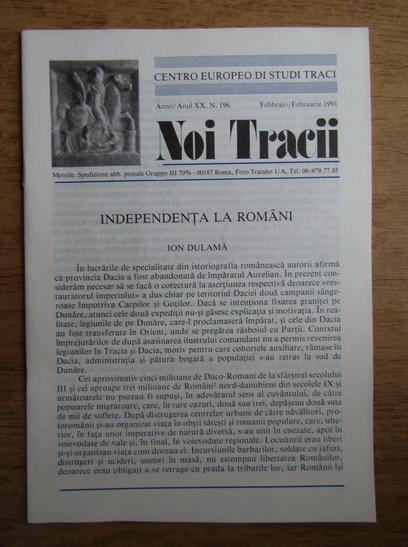 CENTRO EUROPEO DI STUDI TRACI
Anno/Anul XX. N. 196 Febbraio/Februarie 1991
Noi Tracii
Mensile. Spedizione abb. postale Gruppo III 70% - 00187 Roma, Foro Traiano 1/A, Tel. 06/679.77.85
INDEPENDENȚA LA ROMÂNI
ION DULAMĂ
În lucrările de specialitate din istoriografia românească autorii afirmă
că provincia Dacia a fost abandonată de împăratul Aurelian. În prezent con-
siderăm necesar să se facă o corectură la aserțiunea respectivă deoarece «res-
tauratorul imperiului» a dus chiar pe teritoriul Daciei două campanii sânge-
roase împotriva Carpilor și Goților. Dacă se intenționa fixarea graniței pe
Dunăre, atunci cele două expediții nu-și găsesc explicația și motivația. În rea-
litate, legiunile de pe Dunăre, care-l proclamaseră împărat, și cele din Dacia
au fost transferate în Orient, unde se pregătea războiul cu Parții. Contextul
împrejurărilor de după asasinarea ilustrului comandant nu a permis revenirea
legiunilor în Tracia și Dacia, motiv pentru care cohortele auxiliare, rămase în
Dacia, administrația și pătura bogată a populației s-au retras la sud de
Dunăre.
Cei aproximativ cinci milioane de Daco-Romani de la sfârșitul secolului
III și cei aproape trei milioane de Români nord-danubieni din secolele IX și
următoarele nu puteau fi supuși, în adevăratul sens al cuvântului, de către
popoarele migratoare, care, în rare cazuri, două sau trei, depășeau două sute
de mii de suflete. După distrugerea centrelor urbane de către năvălitori, pro-
toromânii și-au organizat viața în obști sătești și romanii populare, care, ulte-
rior, în fața unor imperative de natură diversă, s-au unit în cnezate, apoi în
voievodate de vale și, în final, în voievodate regionale. Locuitorii erau liberi
și-și organizau viața cum doreau ei. Incursiunile barbarilor, soldate cu jafuri,
distrugeri și ucideri, uneori în masă, nu estompau libertatea Românilor,
deoarece erau obligați a se retrage cu prada la triburile lor, iar Românii își